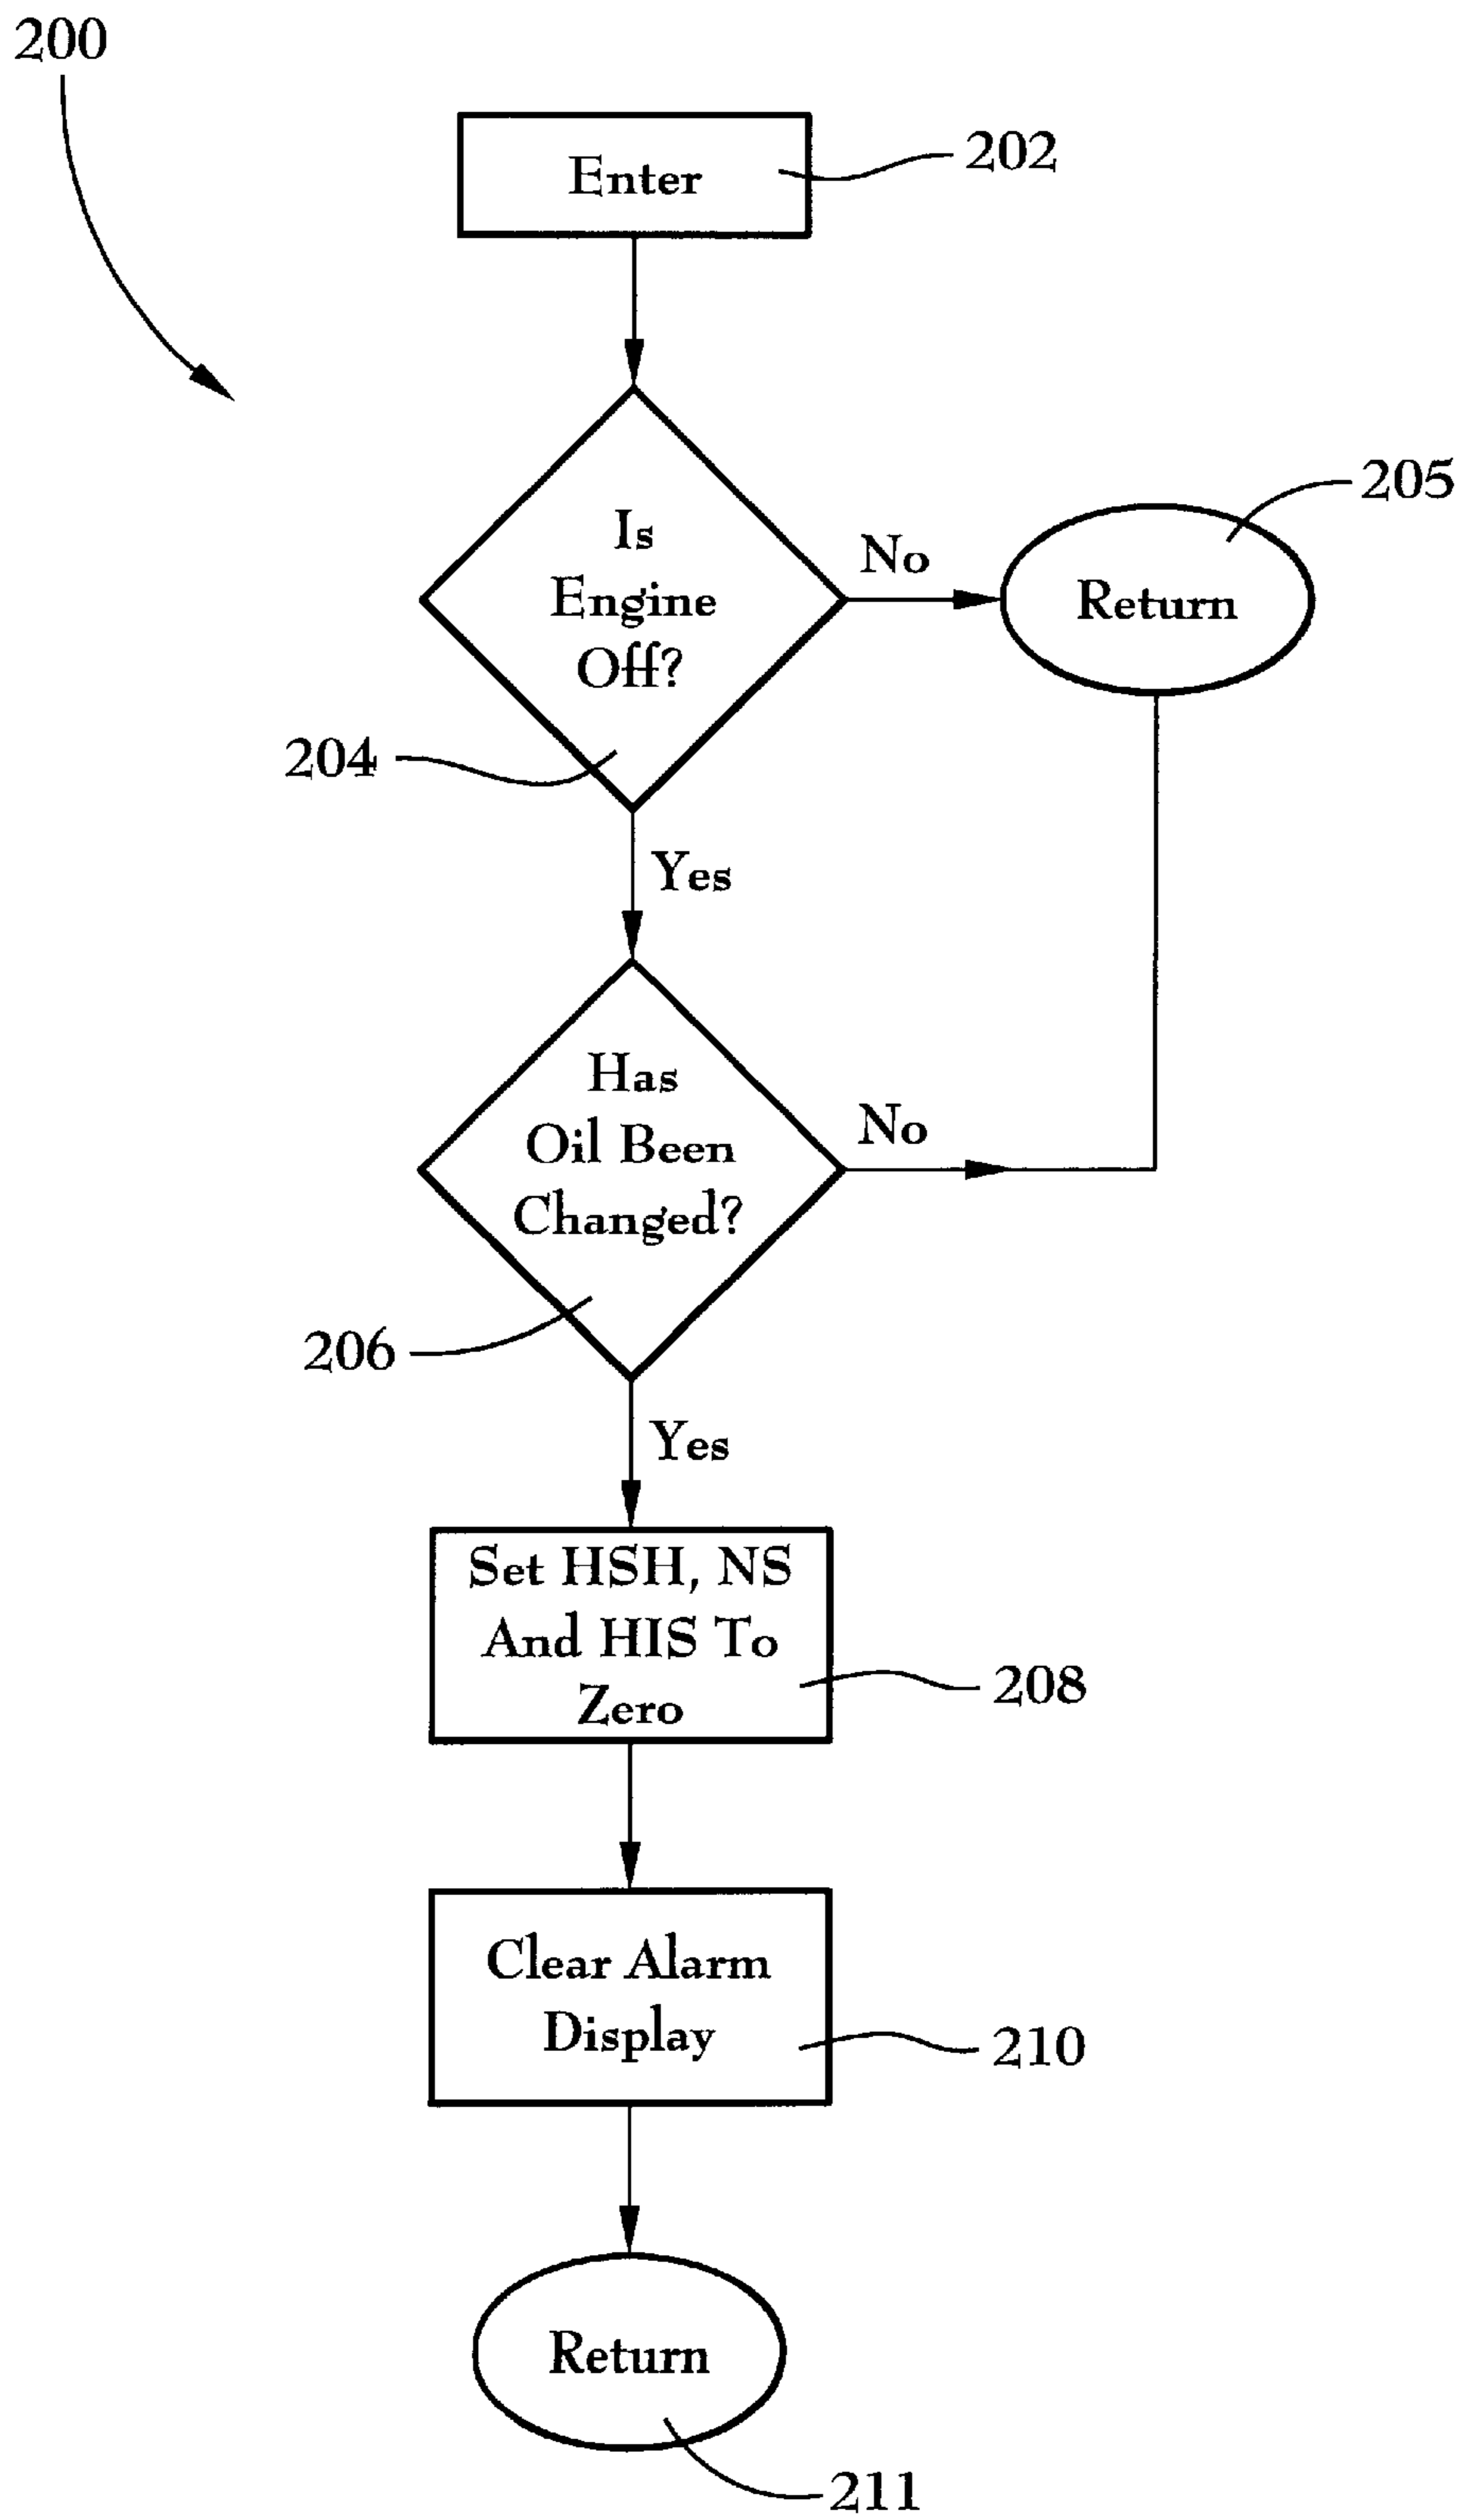 200
Enter
202
Is
Engine
Off?
No
Return
205
204
Yes
Has
Oil Been
Changed?
No
206
Yes
Set HSH, NS
And HIS To
Zero
208
Clear Alarm
Display
210
Return
211